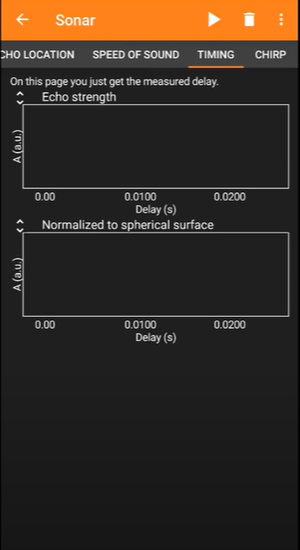 Sonar
CHO LOCATION SPEED OF SOUND TIMING CHIRP
On this page you just get the measured delay.
Echo strength
A (a.u.)
0.00 0.0100 0.0200
Delay (s)
Normalized to spherical surface
A (a.u.)
0.00 0.0100 0.0200
Delay (s)